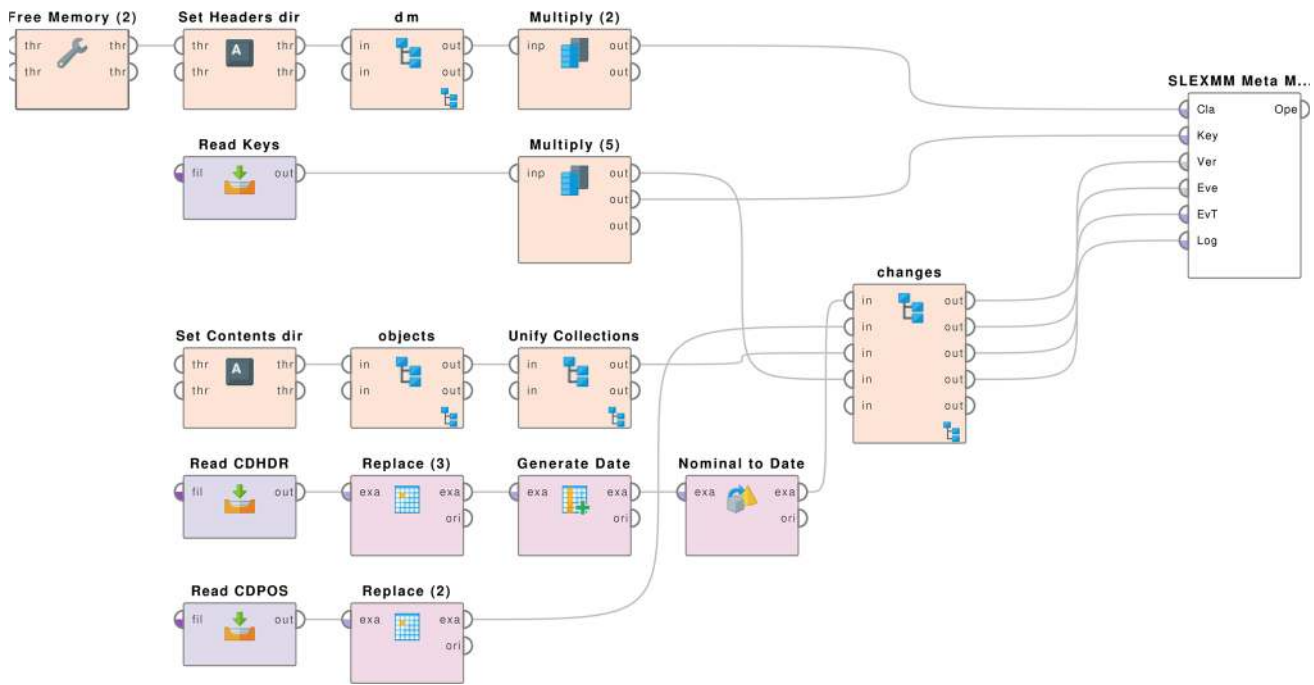 Free Memory (2) Set Headers dir dm Multiply (2)
thr thr thr thr in out inp out
thr thr thr thr in out out
SLEXMM Meta M...
Cla Ope
Key
Ver
Eve
EvT
Log
Read Keys Multiply (5)
fil out inp out
out
out
changes
in out
in out
in out
in out
in out
Set Contents dir objects Unify Collections
thr thr in out in out
thr thr in out in out
Read CDHDR Replace (3) Generate Date Nominal to Date
fil out exa exa exa exa exa exa
ori ori ori
Read CDPOS Replace (2)
fil out exa exa
ori